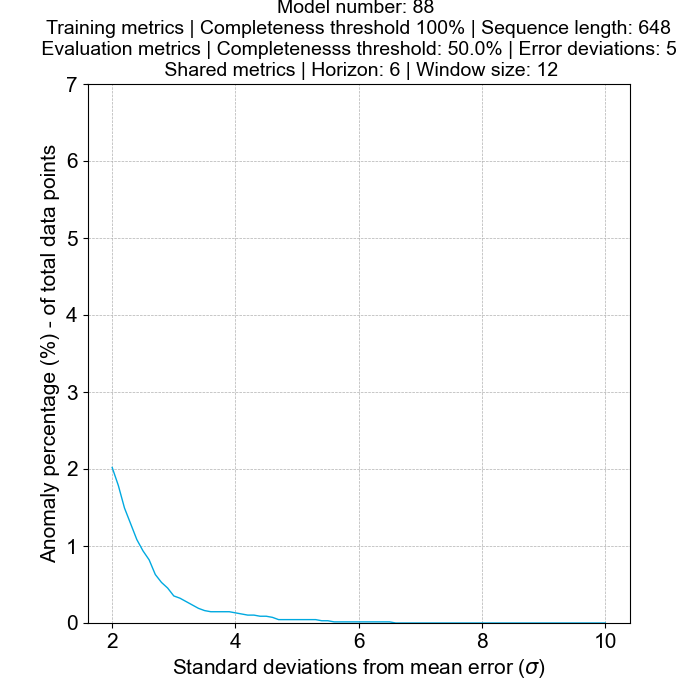 Model number: 88
Training metrics | Completeness threshold 100% | Sequence length: 648
Evaluation metrics | Completenesss threshold: 50.0% | Error deviations: 5
Shared metrics | Horizon: 6 | Window size: 12
7
6
5
4
3
2
1
0
Anomaly percentage (%) - of total data points
2 4 6 8 10
Standard deviations from mean error (σ)